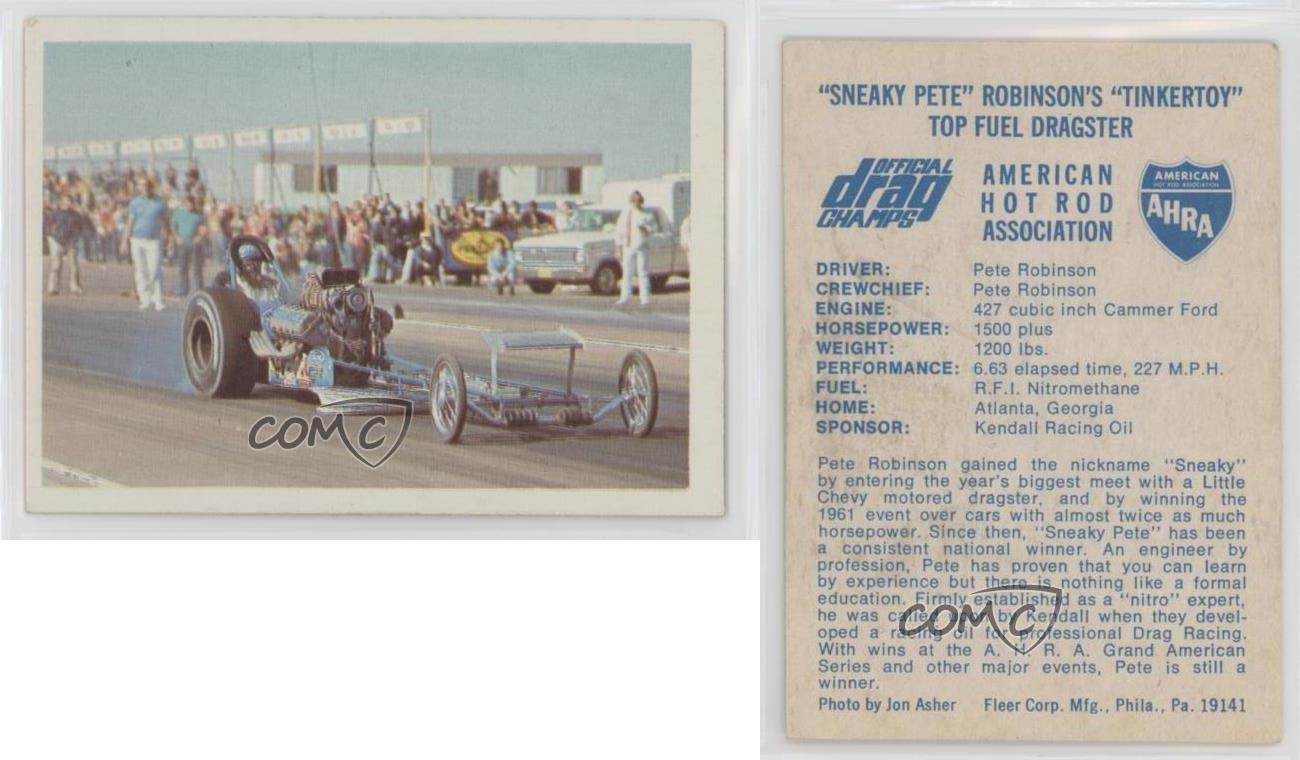 COMC
"SNEAKY PETE" ROBINSON'S "TINKERTOY"
TOP FUEL DRAGSTER
OFFICIAL
drag
CHAMPS
AMERICAN
HOT ROD
ASSOCIATION
AMERICAN
HOT ROD ASSOCIATION
AHRA
DRIVER: Pete Robinson
CREWCHIEF: Pete Robinson
ENGINE: 427 cubic inch Cammer Ford
HORSEPOWER: 1500 plus
WEIGHT: 1200 lbs.
PERFORMANCE: 6.63 elapsed time, 227 M.P.H.
FUEL: R.F.I. Nitromethane
HOME: Atlanta, Georgia
SPONSOR: Kendall Racing Oil
Pete Robinson gained the nickname "Sneaky"
by entering the year's biggest meet with a Little
Chevy motored dragster, and by winning the
1961 event over cars with almost twice as much
horsepower. Since then, "Sneaky Pete" has been
a consistent national winner. An engineer by
profession, Pete has proven that you can learn
by experience but there is nothing like a formal
education. Firmly established as a "nitro" expert,
he was called upon by Kendall when they devel-
oped a racing oil for professional Drag Racing.
With wins at the A. H. R. A. Grand American
Series and other major events, Pete is still a
winner.
COMC
Photo by Jon Asher Fleer Corp. Mfg., Phila., Pa. 19141